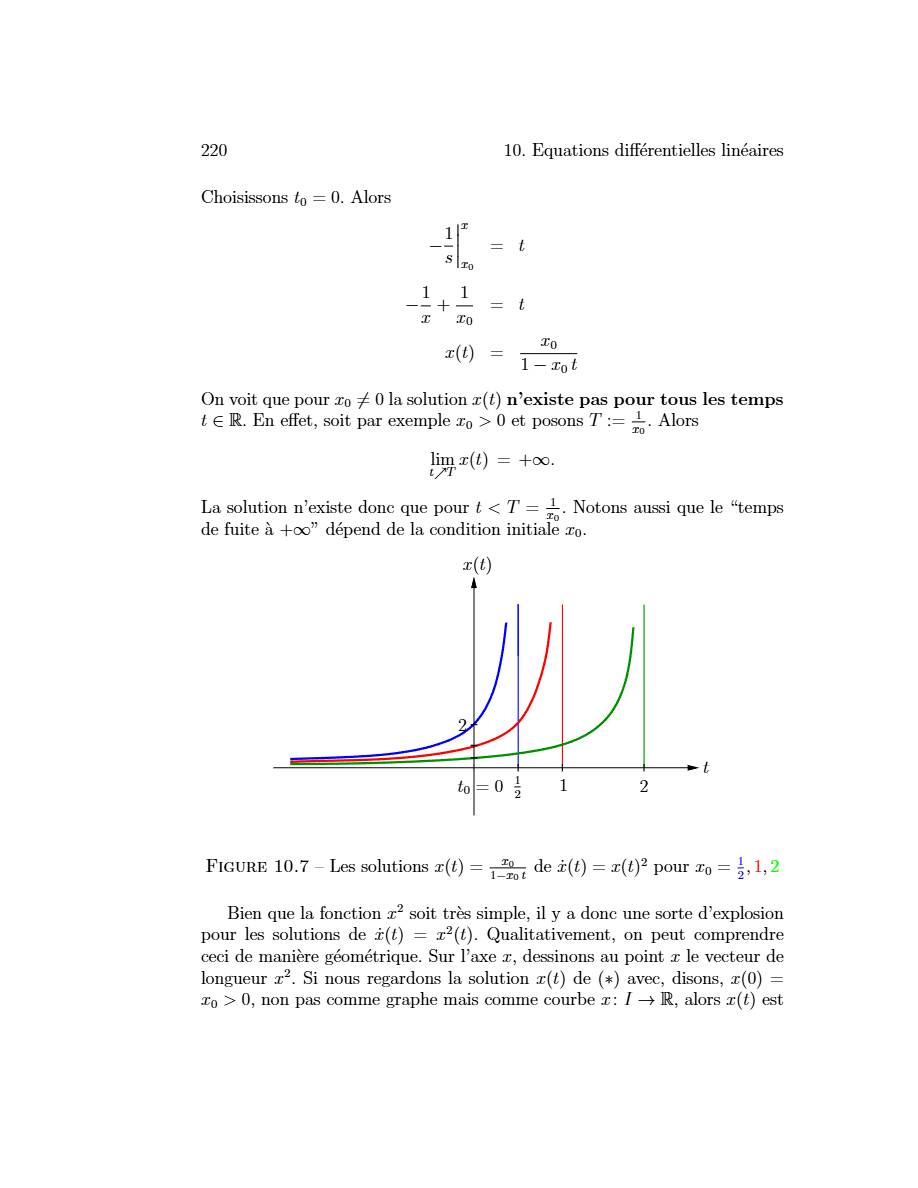 220 10. Equations différentielles linéaires
Choisissons t₀ = 0. Alors
−1/s |ₓ₀ˣ = t
−1/x + 1/x₀ = t
x(t) = x₀/(1 − x₀ t)
On voit que pour x₀ ≠ 0 la solution x(t) n'existe pas pour tous les temps
t ∈ ℝ. En effet, soit par exemple x₀ > 0 et posons T := 1/x₀. Alors
lim t↗T x(t) = +∞.
La solution n'existe donc que pour t < T = 1/x₀. Notons aussi que le “temps
de fuite à +∞” dépend de la condition initiale x₀.
x(t)
2
t
t₀ = 0 1/2 1 2
Figure 10.7 – Les solutions x(t) = x₀/(1−x₀ t) de ẋ(t) = x(t)² pour x₀ = 1/2, 1, 2
Bien que la fonction x² soit très simple, il y a donc une sorte d'explosion
pour les solutions de ẋ(t) = x²(t). Qualitativement, on peut comprendre
ceci de manière géométrique. Sur l'axe x, dessinons au point x le vecteur de
longueur x². Si nous regardons la solution x(t) de (∗) avec, disons, x(0) =
x₀ > 0, non pas comme graphe mais comme courbe x: I → ℝ, alors x(t) est